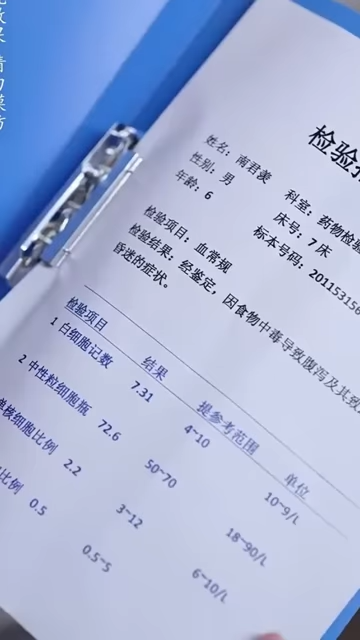 检验
姓名：南君羡 科室：药物检验
性别：男 床号：7床
年龄：6 标本号码：20115315
检验项目：血常规
检验结果：经鉴定，因食物中毒导致腹泻及其致
昏迷的症状。
检验项目 结果 提参考范围 单位
1 白细胞记数 7.31 4~10 10~9/L
2 中性粒细胞瓶 72.6 50~70 18~90/L
核细胞比例 2.2 3~12 6~10/L
比例 0.5 0.5~5